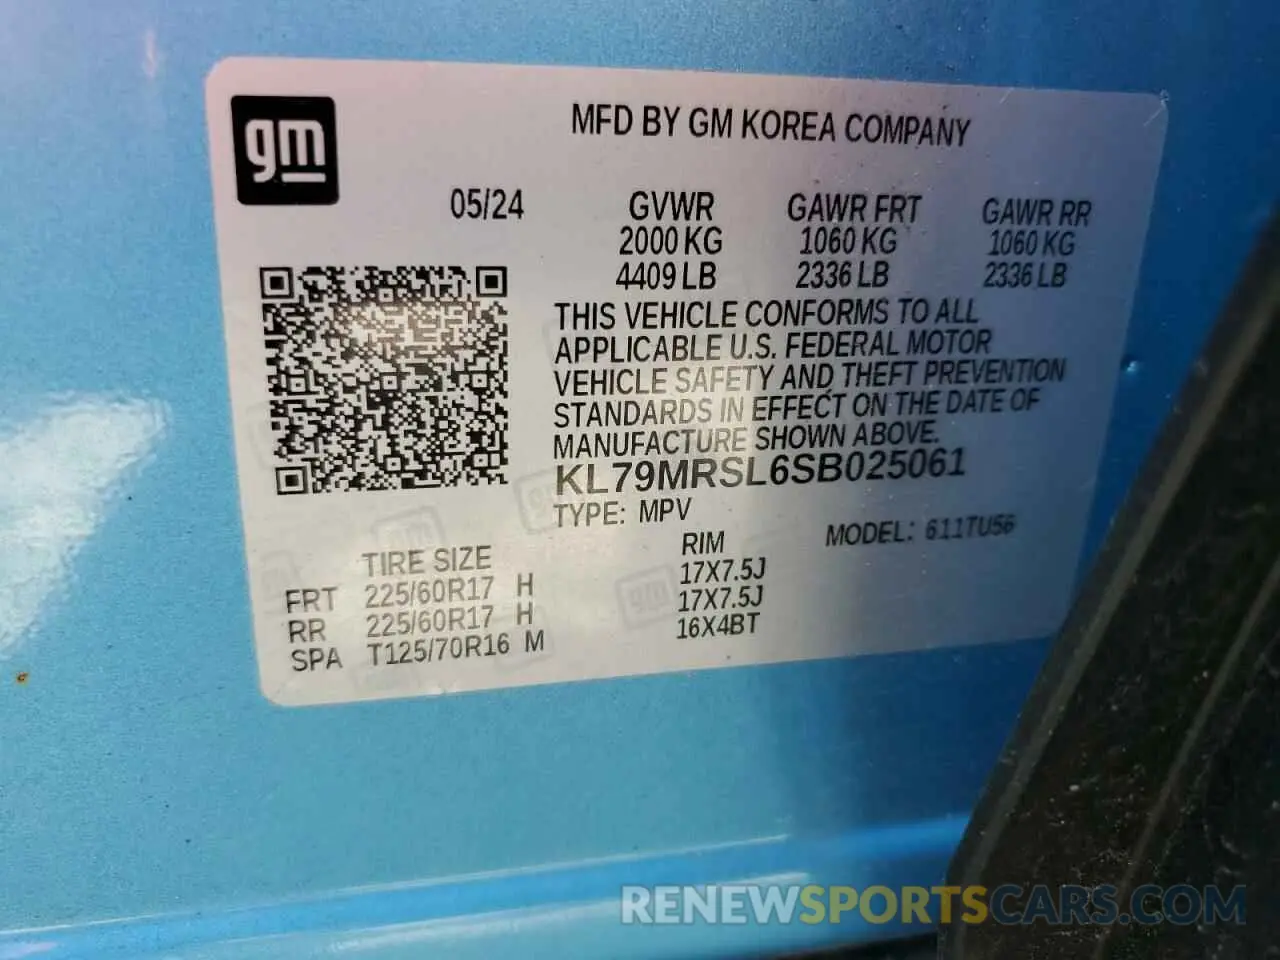 gm
MFD BY GM KOREA COMPANY
05/24
GVWR GAWR FRT GAWR RR
2000 KG 1060 KG 1060 KG
4409 LB 2336 LB 2336 LB
THIS VEHICLE CONFORMS TO ALL
APPLICABLE U.S. FEDERAL MOTOR
VEHICLE SAFETY AND THEFT PREVENTION
STANDARDS IN EFFECT ON THE DATE OF
MANUFACTURE SHOWN ABOVE.
KL79MRSL6SB025061
TYPE: MPV MODEL: 611TU56
TIRE SIZE RIM
FRT 225/60R17 H 17X7.5J
RR 225/60R17 H 17X7.5J
SPA T125/70R16 M 16X4BT
RENEWSPORTSCARS.COM